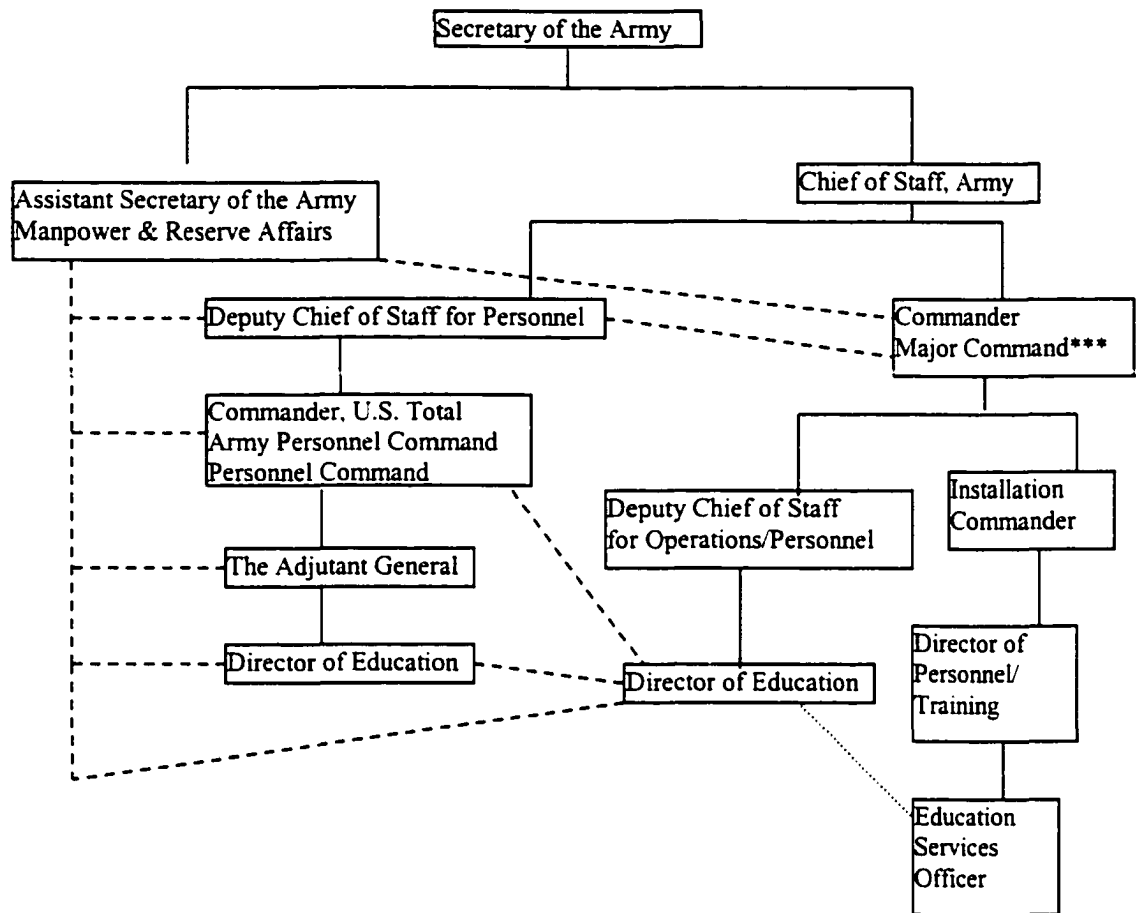 Secretary of the Army
Assistant Secretary of the Army
Manpower & Reserve Affairs
Chief of Staff, Army
Deputy Chief of Staff for Personnel
Commander
Major Command***
Commander, U.S. Total
Army Personnel Command
Personnel Command
Deputy Chief of Staff
for Operations/Personnel
Installation
Commander
The Adjutant General
Director of Education
Director of Education
Director of
Personnel/
Training
Education
Services
Officer